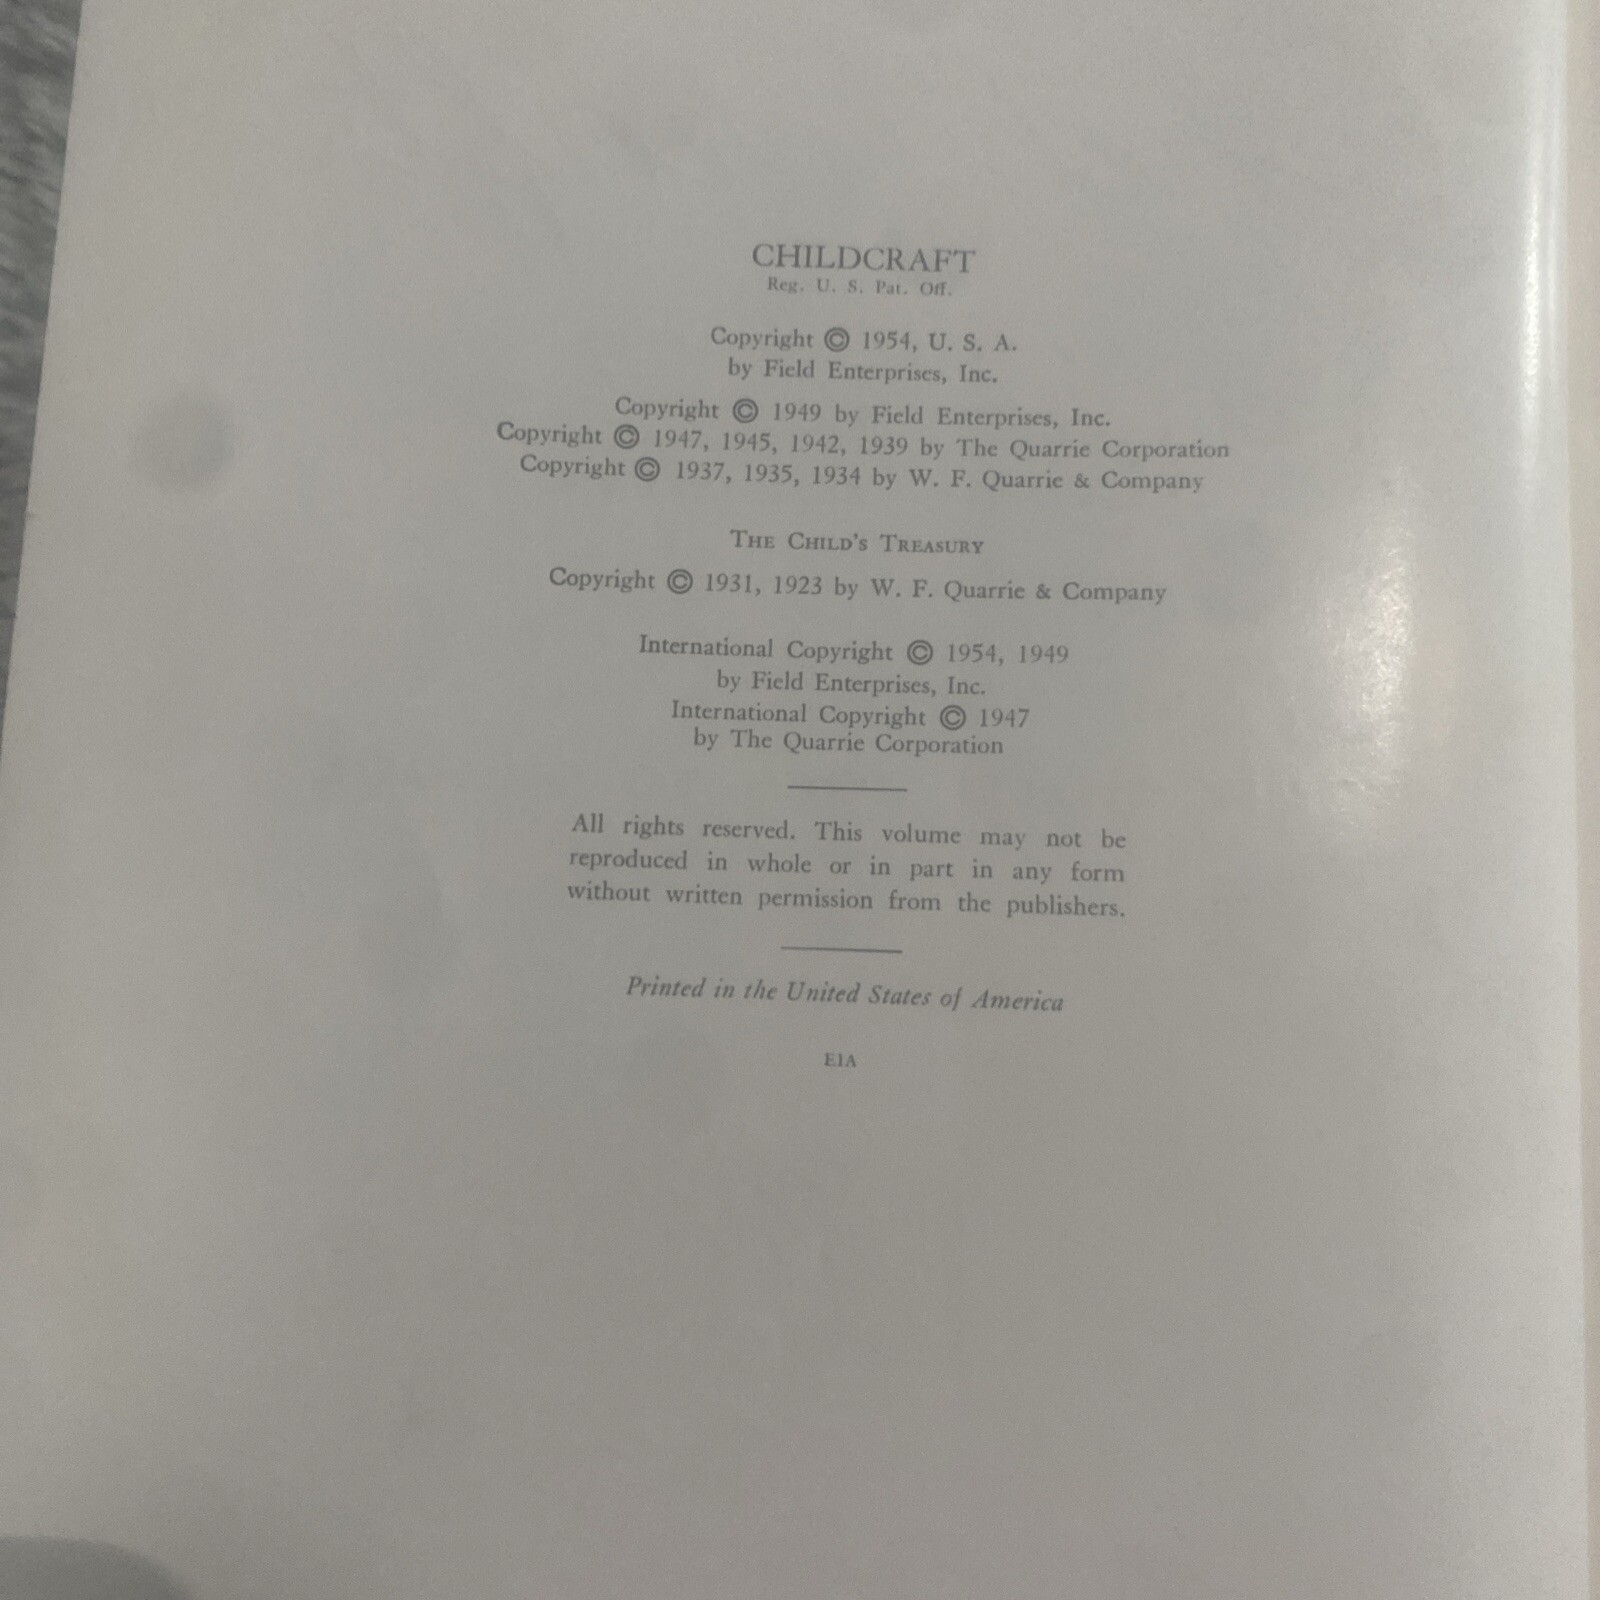 CHILDCRAFT
Reg. U. S. Pat. Off.
Copyright © 1954, U. S. A.
by Field Enterprises, Inc.
Copyright © 1949 by Field Enterprises, Inc.
Copyright © 1947, 1945, 1942, 1939 by The Quarrie Corporation
Copyright © 1937, 1935, 1934 by W. F. Quarrie & Company
THE CHILD'S TREASURY
Copyright © 1931, 1923 by W. F. Quarrie & Company
International Copyright © 1954, 1949
by Field Enterprises, Inc.
International Copyright © 1947
by The Quarrie Corporation
All rights reserved. This volume may not be
reproduced in whole or in part in any form
without written permission from the publishers.
Printed in the United States of America
E1A